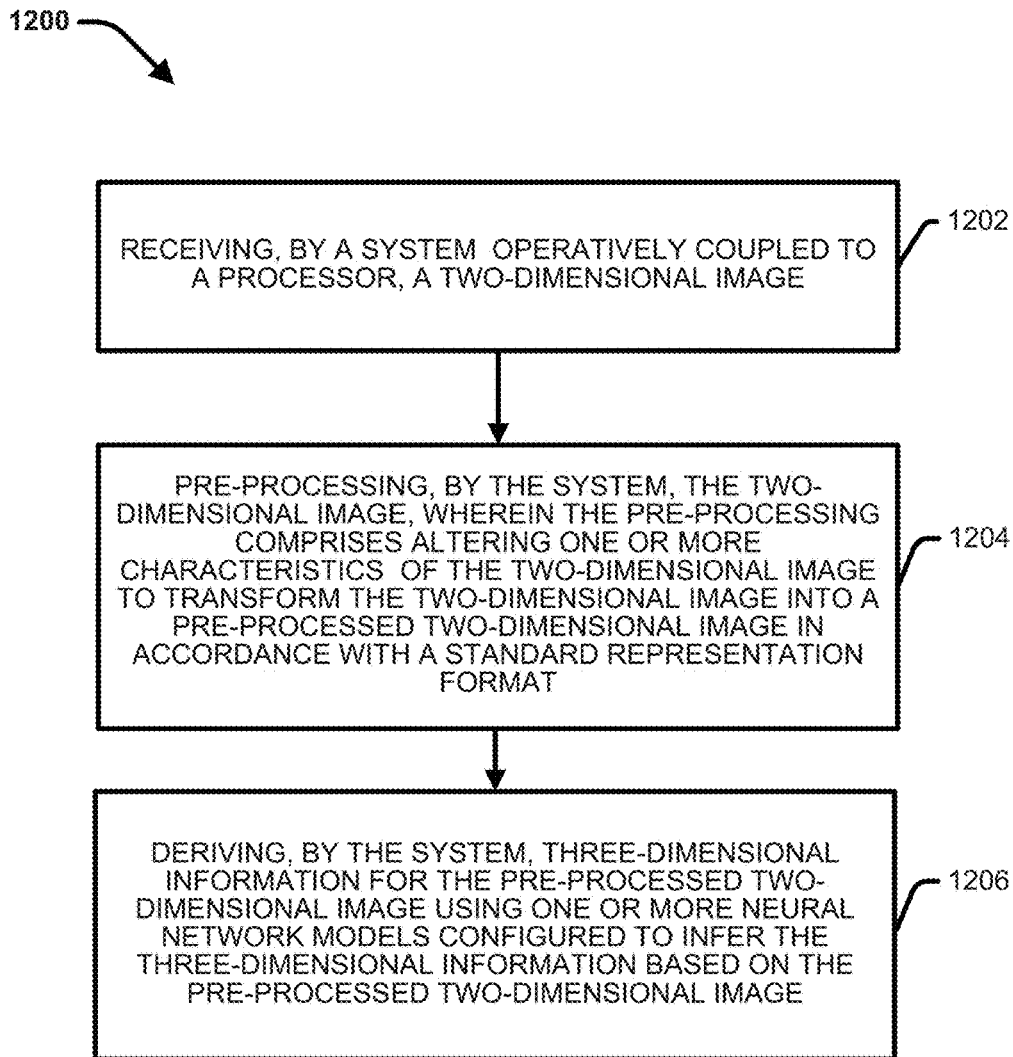 1200
RECEIVING, BY A SYSTEM OPERATIVELY COUPLED TO
A PROCESSOR, A TWO-DIMENSIONAL IMAGE
1202
PRE-PROCESSING, BY THE SYSTEM, THE TWO-
DIMENSIONAL IMAGE, WHEREIN THE PRE-PROCESSING
COMPRISES ALTERING ONE OR MORE
CHARACTERISTICS OF THE TWO-DIMENSIONAL IMAGE
TO TRANSFORM THE TWO-DIMENSIONAL IMAGE INTO A
PRE-PROCESSED TWO-DIMENSIONAL IMAGE IN
ACCORDANCE WITH A STANDARD REPRESENTATION
FORMAT
1204
DERIVING, BY THE SYSTEM, THREE-DIMENSIONAL
INFORMATION FOR THE PRE-PROCESSED TWO-
DIMENSIONAL IMAGE USING ONE OR MORE NEURAL
NETWORK MODELS CONFIGURED TO INFER THE
THREE-DIMENSIONAL INFORMATION BASED ON THE
PRE-PROCESSED TWO-DIMENSIONAL IMAGE
1206